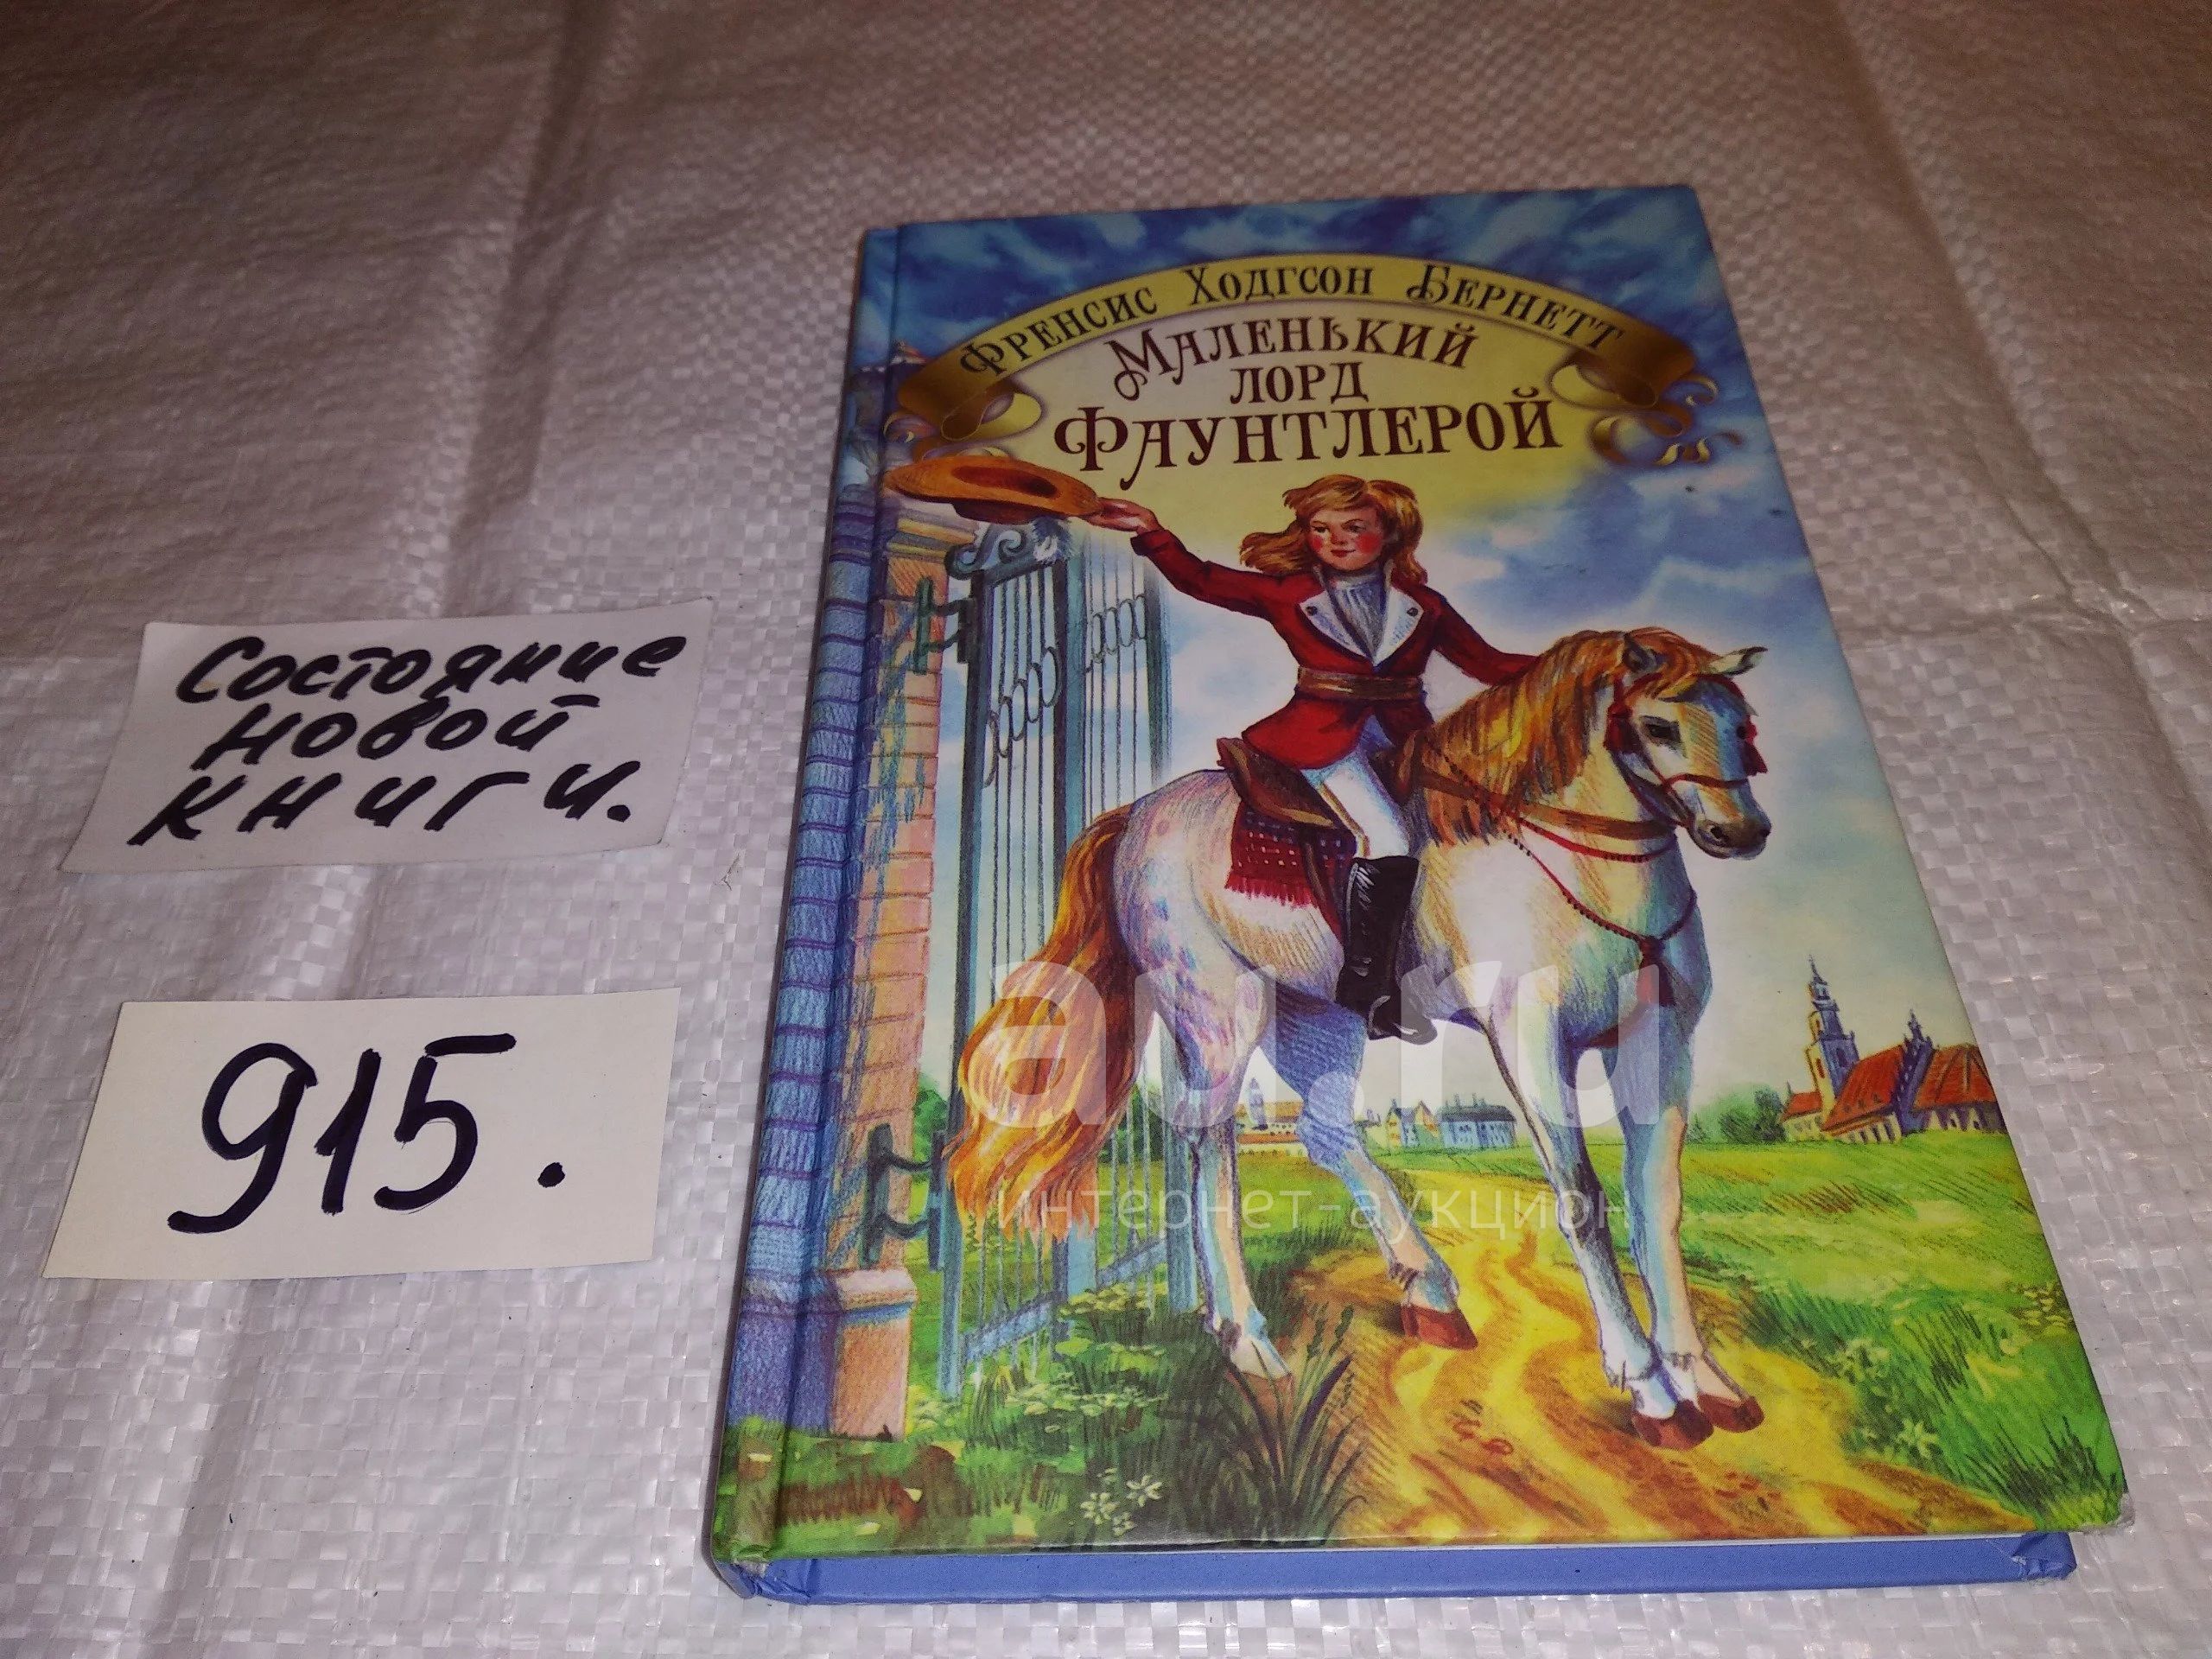 Френсис Ходгсон Бернетт
Маленький
лорд
Фаунтлерой
Состояние
новой
книги.
915.
au.ru
интернет-аукцион